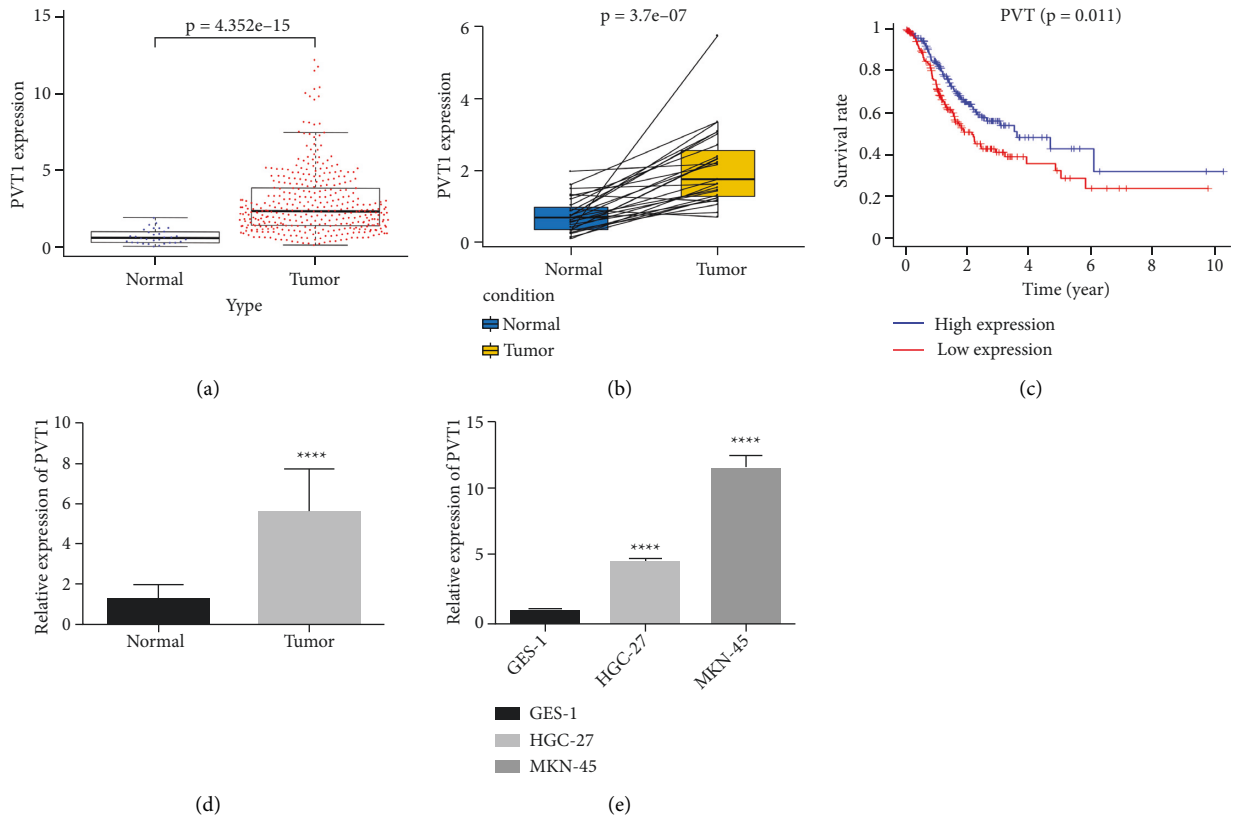 p = 4.352e–15
15
10
5
0
PVT1 expression
Normal
Tumor
Yype
(a)
p = 3.7e–07
6
4
2
0
PVT1 expression
Normal
Tumor
condition
Normal
Tumor
(b)
PVT (p = 0.011)
1
0.8
0.6
0.4
0.2
0
Survival rate
0 2 4 6 8 10
Time (year)
High expression
Low expression
(c)
10
8
6
4
2
0
Relative expression of PVT1
****
Normal
Tumor
(d)
15
10
5
0
Relative expression of PVT1
****
****
GES-1
HGC-27
MKN-45
GES-1
HGC-27
MKN-45
(e)